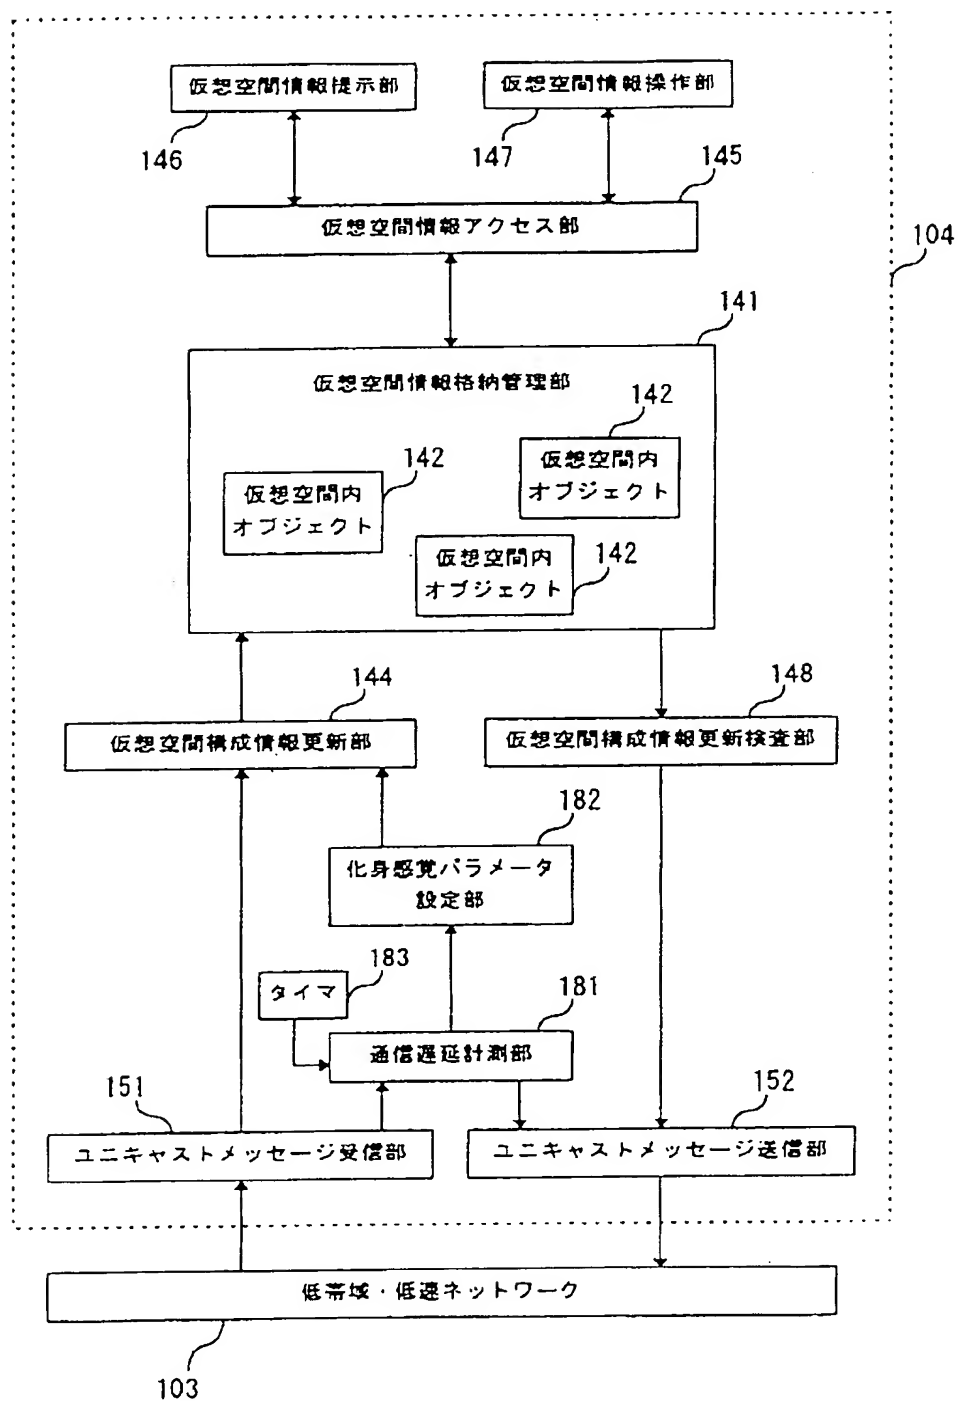 仮想空間情報提示部
仮想空間情報操作部
146
147
145
仮想空間情報アクセス部
104
141
仮想空間情報格納管理部
142
仮想空間内
オブジェクト
142
仮想空間内
オブジェクト
142
仮想空間内
オブジェクト
144
148
仮想空間構成情報更新部
仮想空間構成情報更新検査部
182
化身感覚パラメータ
設定部
183
タイマ
181
通信遅延計測部
151
152
ユニキャストメッセージ受信部
ユニキャストメッセージ送信部
低帯域・低速ネットワーク
103